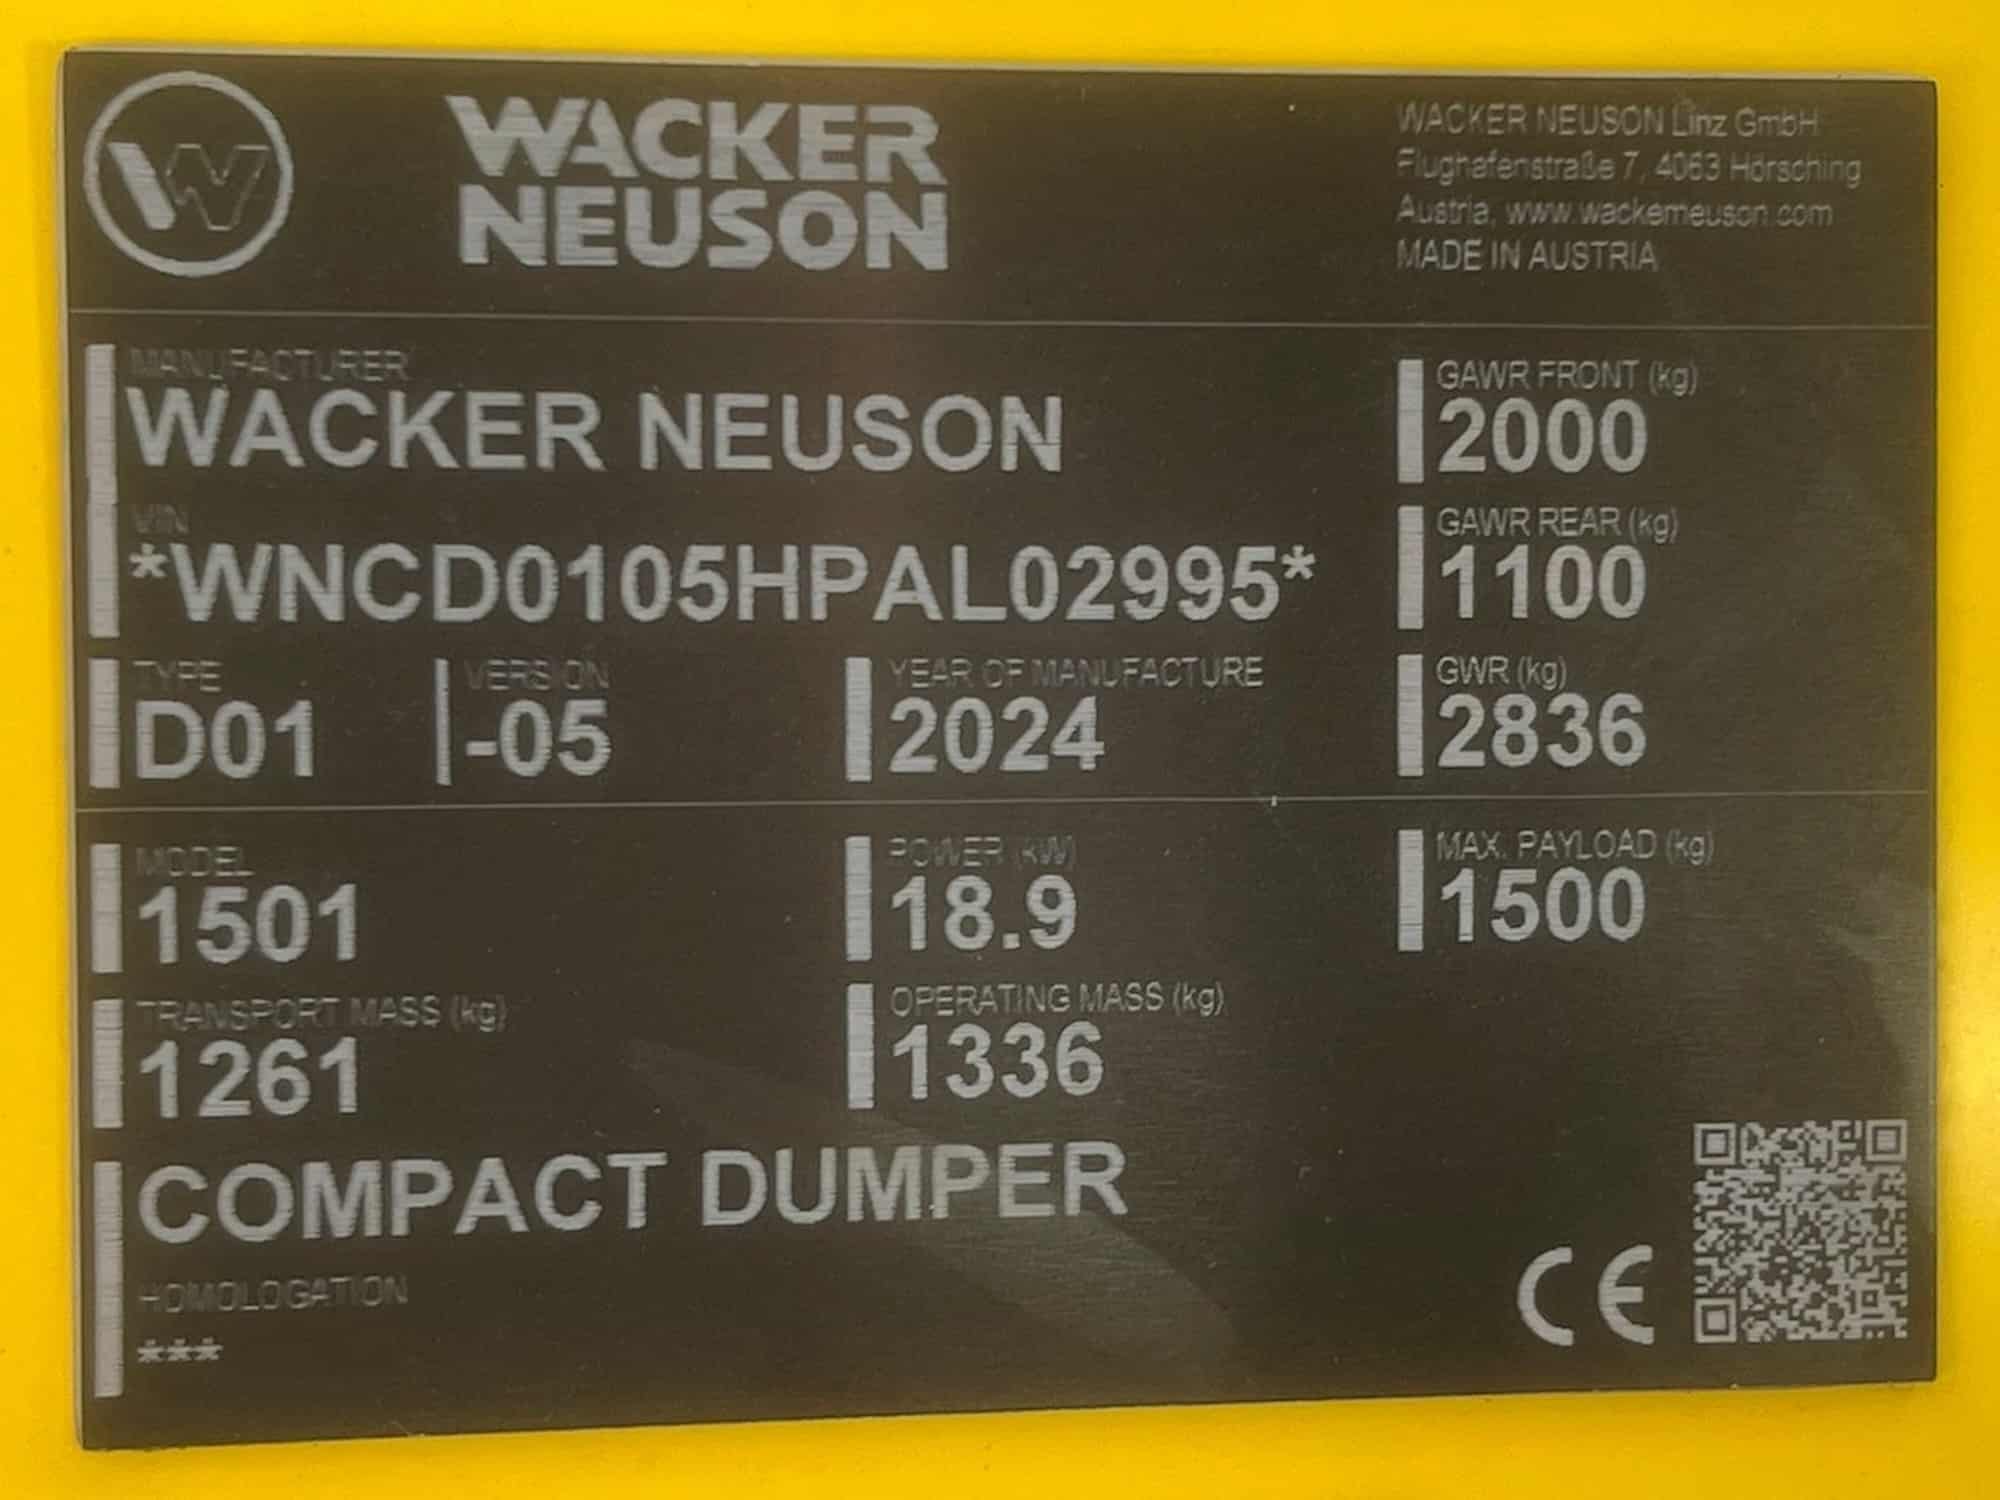 W
WACKER
NEUSON
WACKER NEUSON Linz GmbH
Flughafenstraße 7, 4063 Hörsching
Austria, www.wackerneuson.com
MADE IN AUSTRIA
MANUFACTURER
WACKER NEUSON
VIN
*WNCD0105HPAL02995*
TYPE
D01
VERSION
-05
YEAR OF MANUFACTURE
2024
GAWR FRONT (kg)
2000
GAWR REAR (kg)
1100
GWR (kg)
2836
MODEL
1501
POWER (kW)
18.9
MAX. PAYLOAD (kg)
1500
TRANSPORT MASS (kg)
1261
OPERATING MASS (kg)
1336
COMPACT DUMPER
HOMOLOGATION
***
CE